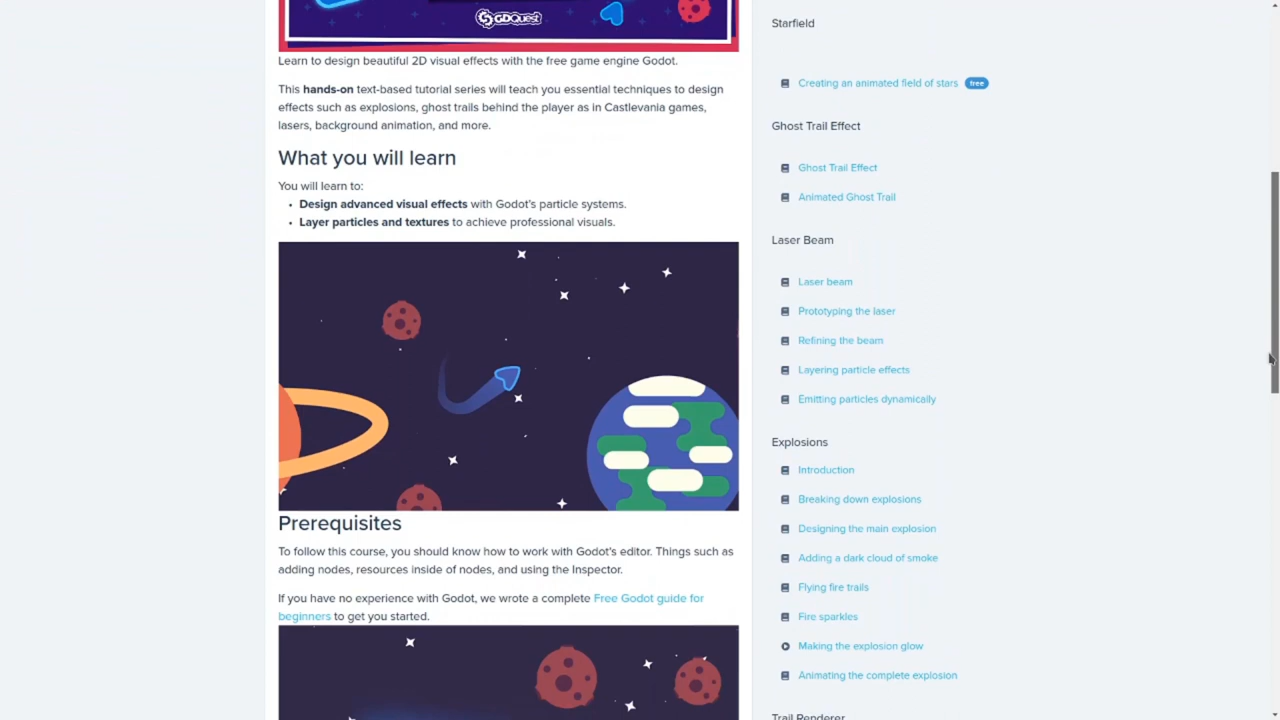 GDQUEST
Learn to design beautiful 2D visual effects with the free game engine Godot.
This hands-on text-based tutorial series will teach you essential techniques to design
effects such as explosions, ghost trails behind the player as in Castlevania games,
lasers, background animation, and more.
What you will learn
You will learn to:
• Design advanced visual effects with Godot's particle systems.
• Layer particles and textures to achieve professional visuals.
Prerequisites
To follow this course, you should know how to work with Godot's editor. Things such as
adding nodes, resources inside of nodes, and using the Inspector.
If you have no experience with Godot, we wrote a complete Free Godot guide for
beginners to get you started.
Starfield
Creating an animated field of stars free
Ghost Trail Effect
Ghost Trail Effect
Animated Ghost Trail
Laser Beam
Laser beam
Prototyping the laser
Refining the beam
Layering particle effects
Emitting particles dynamically
Explosions
Introduction
Breaking down explosions
Designing the main explosion
Adding a dark cloud of smoke
Flying fire trails
Fire sparkles
Making the explosion glow
Animating the complete explosion
Trail Renderer